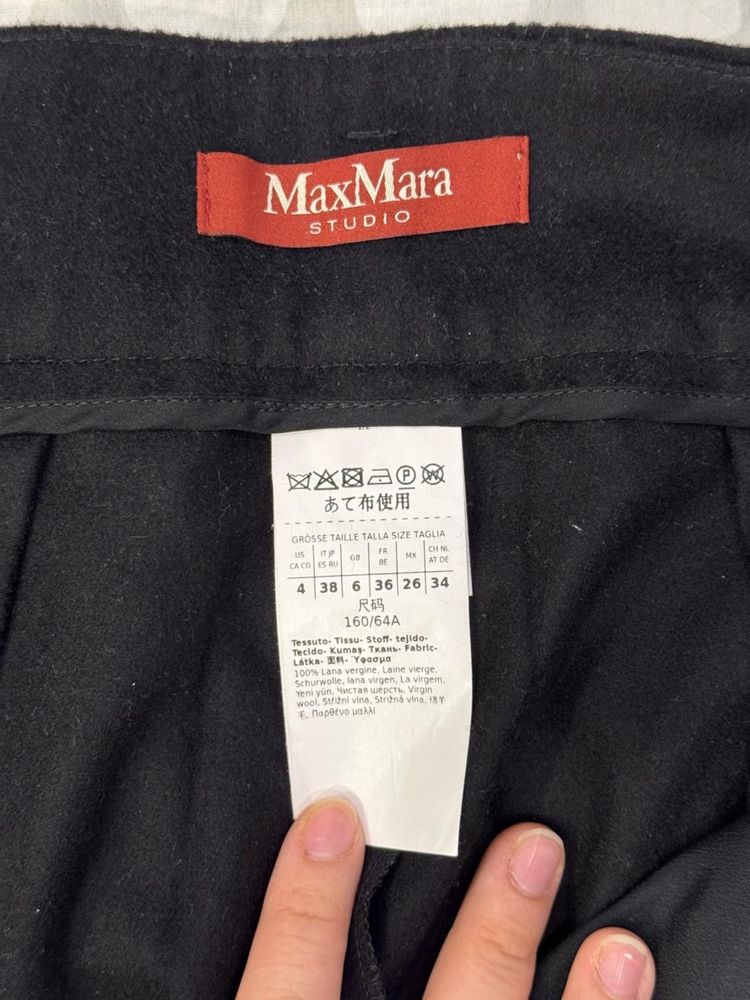 MaxMara
STUDIO
あて布使用
GRÖSSE TAILLE TALLA SIZE TAGLIA
US CA CO IT JP ES RU GB FR BE MX CH NL AT DE
4 38 6 36 26 34
尺码
160/64A
Tessuto- Tissu- Stoff- tejido-
Tecido- Kumaş- Ткань- Fabric-
Látka- 面料- Ύφασμα
100% Lana vergine, Laine vierge,
Schurwolle, lana virgen, La virgem,
Yeni yün, Чистая шерсть, Virgin
wool, Střižní vlna, Strižná vlna, 绵羊
毛, Παρθένο μαλλί